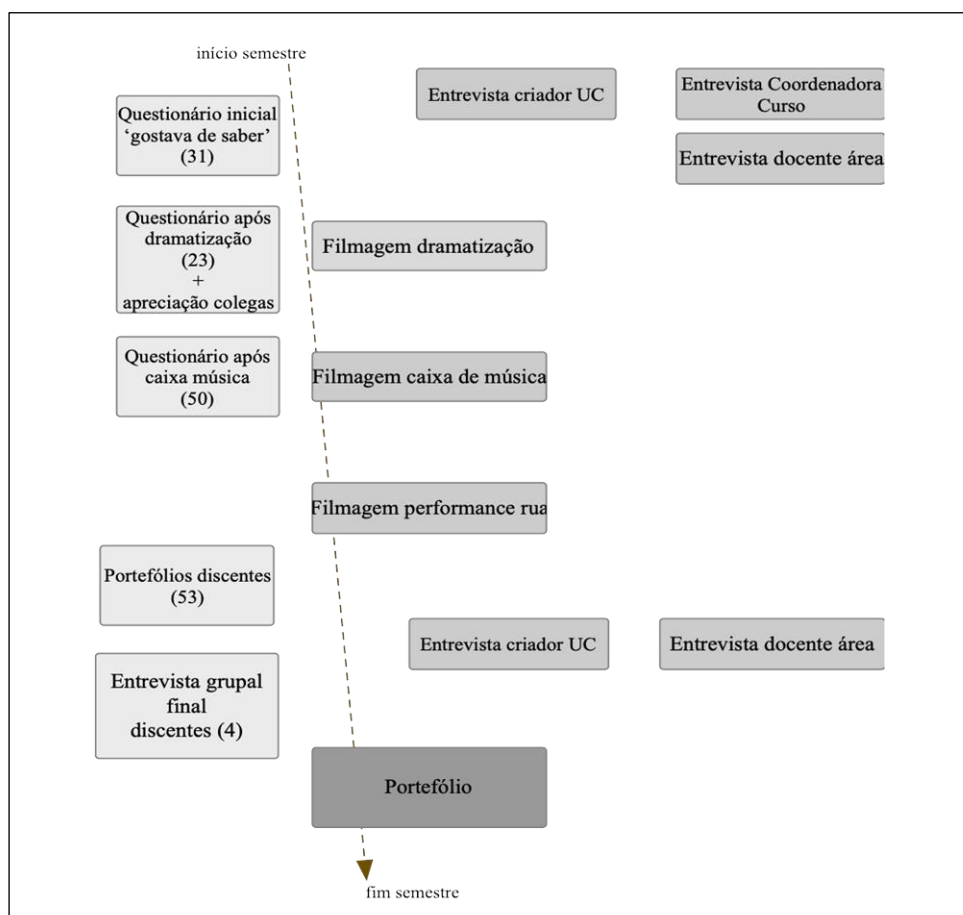 início semestre
Entrevista criador UC
Entrevista Coordenadora
Curso
Questionário inicial
‘gostava de saber’
(31)
Entrevista docente área
Questionário após
dramatização
(23)
+
apreciação colegas
Filmagem dramatização
Questionário após
caixa música
(50)
Filmagem caixa de música
Filmagem performance rua
Portefólios discentes
(53)
Entrevista criador UC
Entrevista docente área
Entrevista grupal
final
discentes (4)
Portefólio
fim semestre